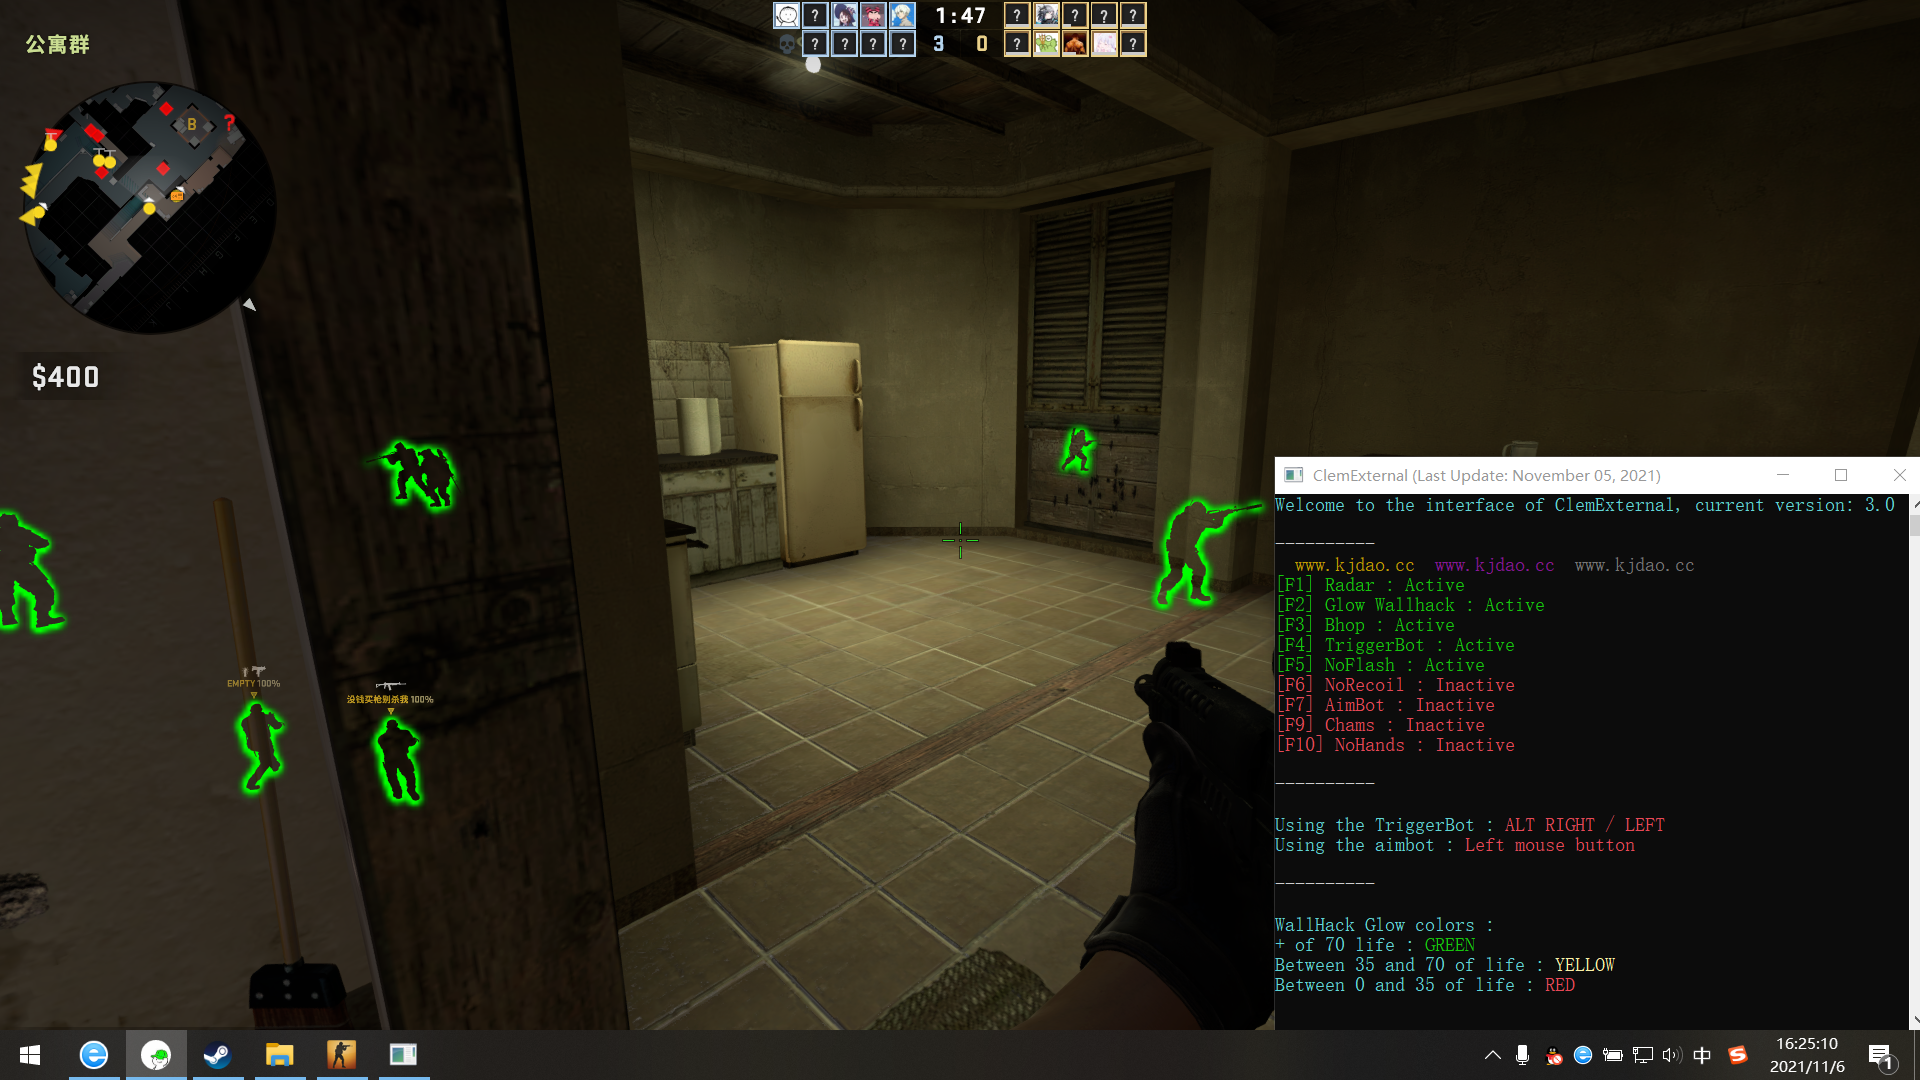 ? 1:47 ? ? ? ?
公寓群
? ? ? ? 3 0 ? ?
B ?
$400
ClemExternal (Last Update: November 05, 2021)
Welcome to the interface of ClemExternal, current version: 3.0
----------
www.kjdao.cc www.kjdao.cc www.kjdao.cc
[F1] Radar : Active
[F2] Glow Wallhack : Active
[F3] Bhop : Active
[F4] TriggerBot : Active
[F5] NoFlash : Active
[F6] NoRecoil : Inactive
[F7] AimBot : Inactive
[F9] Chams : Inactive
[F10] NoHands : Inactive
----------
Using the TriggerBot : ALT RIGHT / LEFT
Using the aimbot : Left mouse button
----------
WallHack Glow colors :
+ of 70 life : GREEN
Between 35 and 70 of life : YELLOW
Between 0 and 35 of life : RED
EMPTY 100%
没钱买枪别杀我 100%
中
S
16:25:10
2021/11/6
1